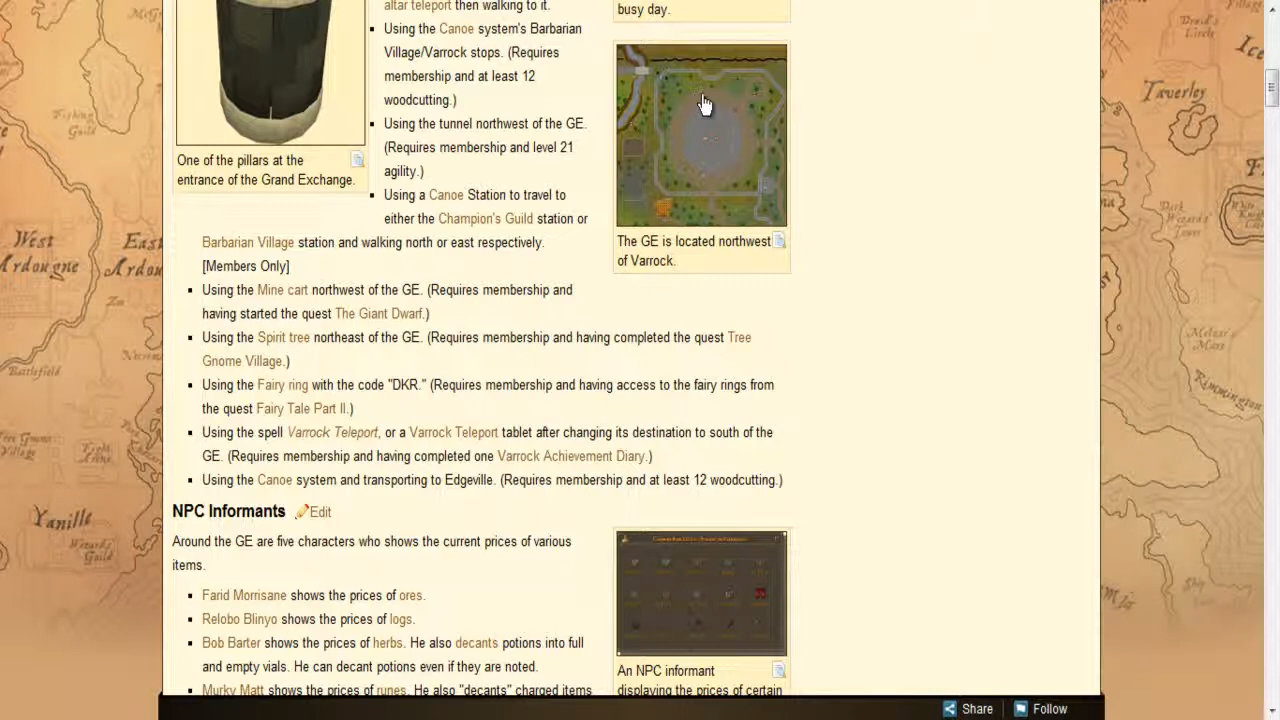 altar teleport then walking to it.
Using the Canoe system's Barbarian
Village/Varrock stops. (Requires
membership and at least 12
woodcutting.)
Using the tunnel northwest of the GE.
(Requires membership and level 21
agility.)
Using a Canoe Station to travel to
either the Champion's Guild station or
Barbarian Village station and walking north or east respectively.
[Members Only]
Using the Mine cart northwest of the GE. (Requires membership and
having started the quest The Giant Dwarf.)
Using the Spirit tree northeast of the GE. (Requires membership and having completed the quest Tree
Gnome Village.)
Using the Fairy ring with the code "DKR." (Requires membership and having access to the fairy rings from
the quest Fairy Tale Part II.)
Using the spell Varrock Teleport, or a Varrock Teleport tablet after changing its destination to south of the
GE. (Requires membership and having completed one Varrock Achievement Diary.)
Using the Canoe system and transporting to Edgeville. (Requires membership and at least 12 woodcutting.)
One of the pillars at the
entrance of the Grand Exchange.
busy day.
The GE is located northwest
of Varrock.
NPC Informants Edit
Around the GE are five characters who shows the current prices of various
items.
Farid Morrisane shows the prices of ores.
Relobo Blinyo shows the prices of logs.
Bob Barter shows the prices of herbs. He also decants potions into full
and empty vials. He can decant potions even if they are noted.
Murky Matt shows the prices of runes. He also "decants" charged items
An NPC informant
displaying the prices of certain
Share
Follow
West
Ardougne
East
Fishing
Guild
Battlefield
Yanille
Taverley
Dark
Wizards'
Tower
Rimmington
Ship